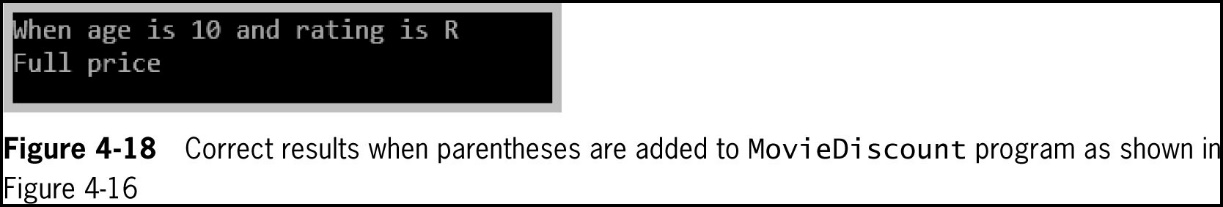 When age is 10 and rating is R
Full price
Figure 4-18 Correct results when parentheses are added to MovieDiscount program as shown in
Figure 4-16